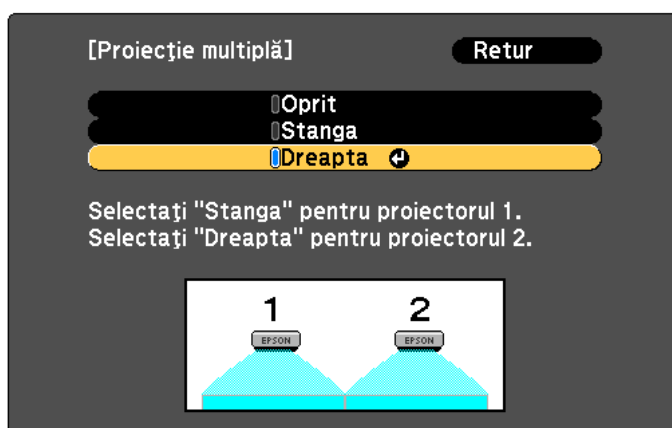 [Proiecţie multiplă] Retur
Oprit
Stanga
Dreapta
Selectaţi "Stanga" pentru proiectorul 1.
Selectaţi "Dreapta" pentru proiectorul 2.
1 2
EPSON EPSON